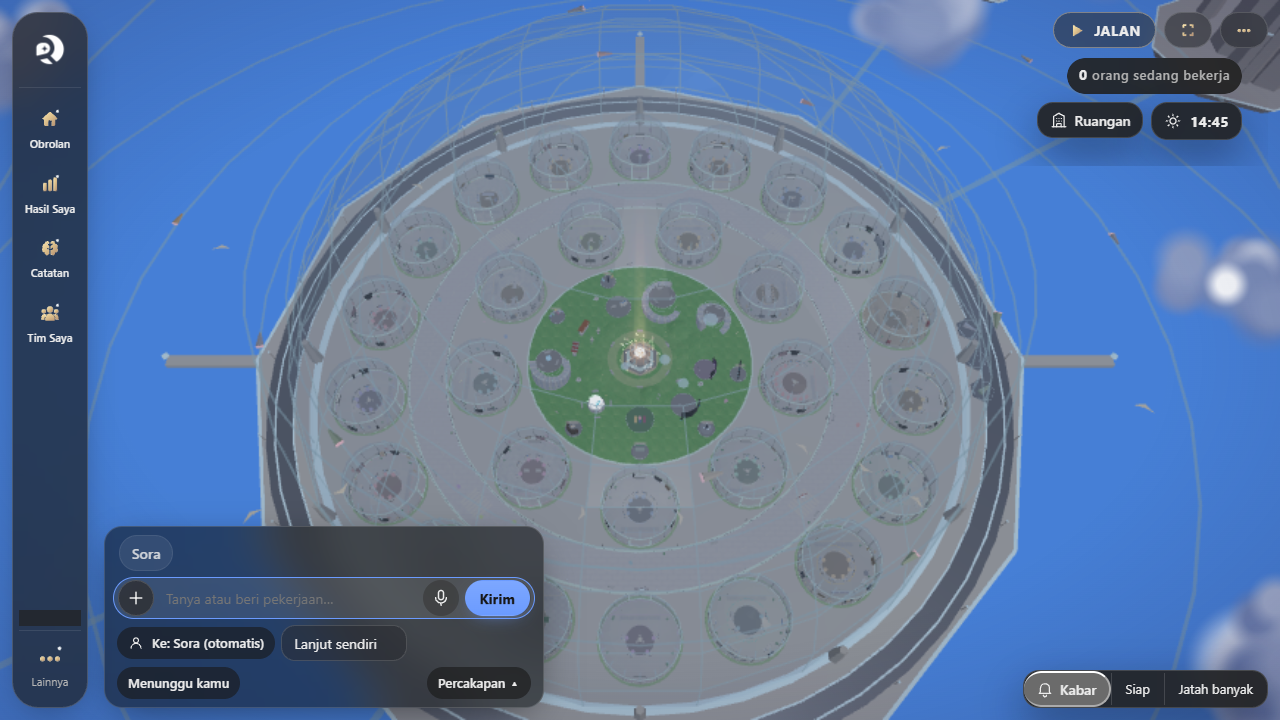 JALAN
0 orang sedang bekerja
Ruangan
14:45
Obrolan
Hasil Saya
Catatan
Tim Saya
Lainnya
Sora
Tanya atau beri pekerjaan...
Kirim
Ke: Sora (otomatis)
Lanjut sendiri
Menunggu kamu
Percakapan
Kabar
Siap
Jatah banyak